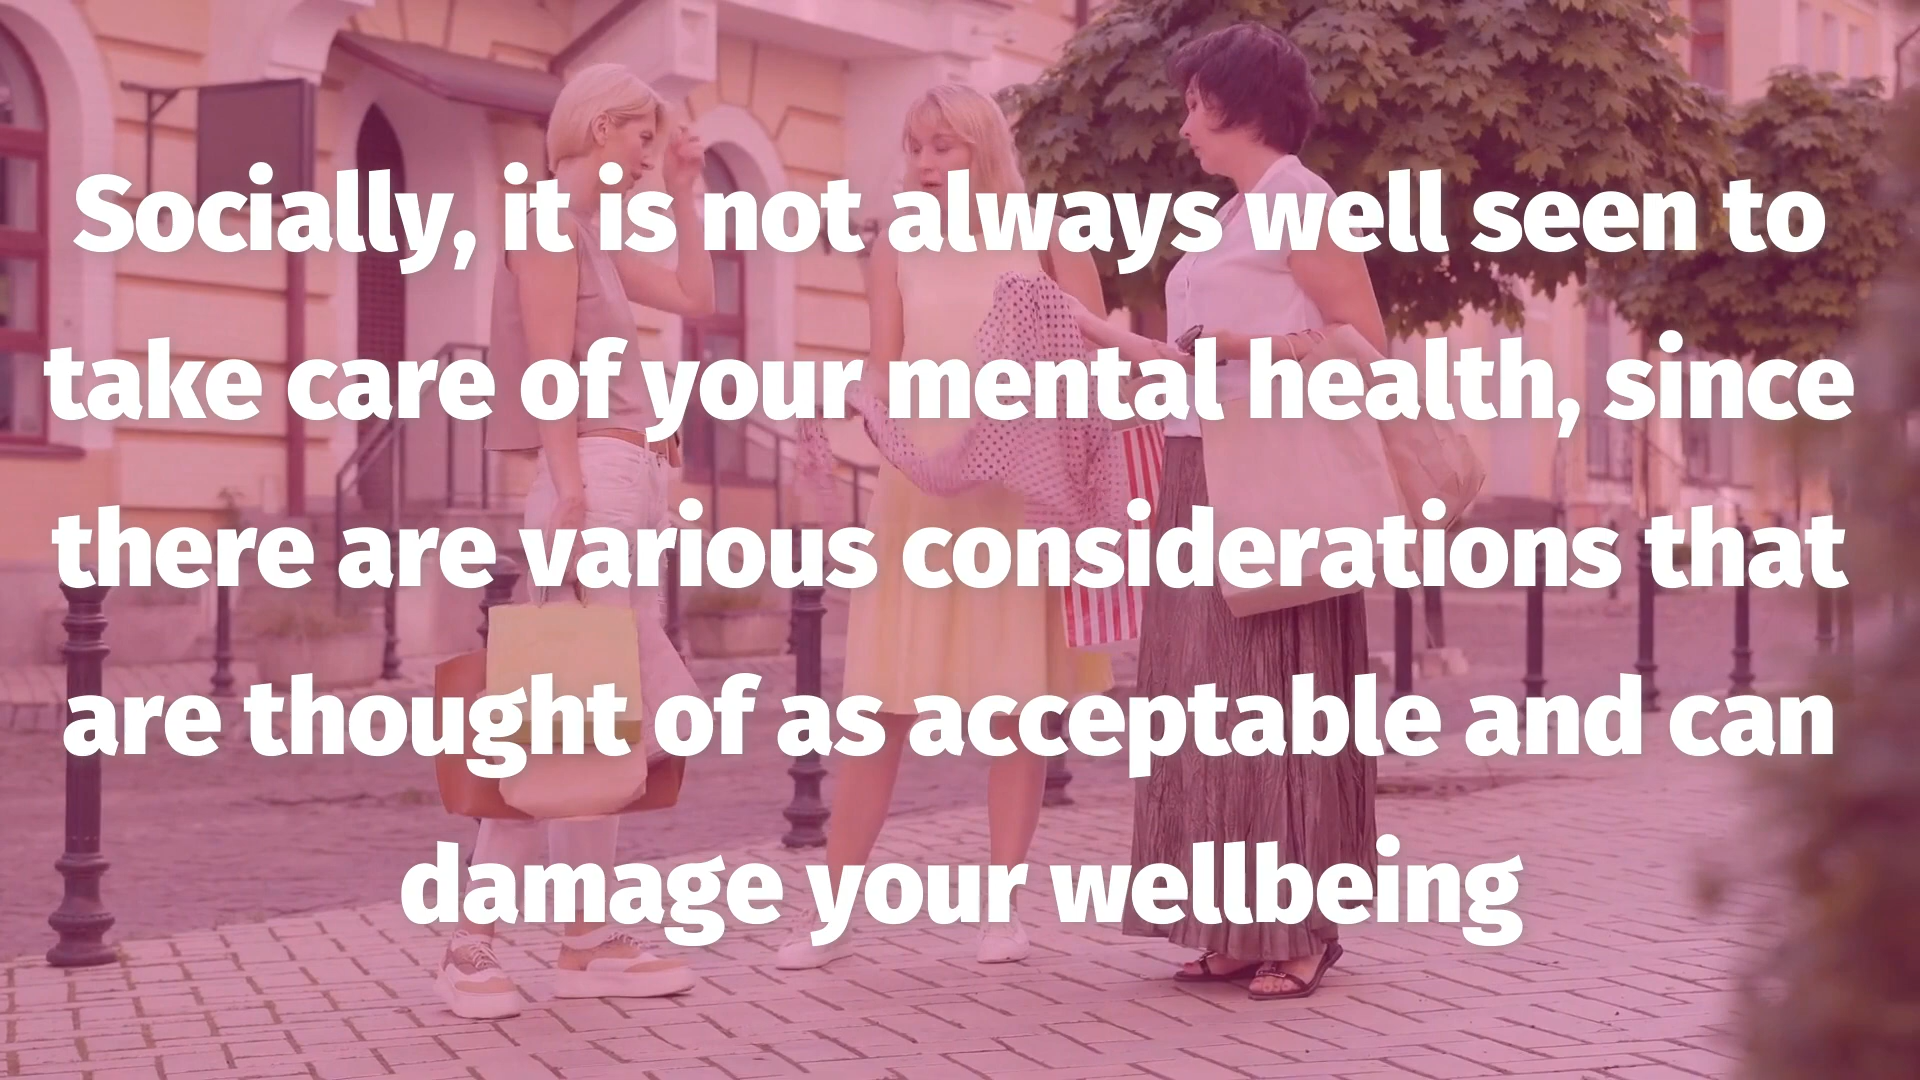 Socially, it is not always well seen to
take care of your mental health, since
there are various considerations that
are thought of as acceptable and can
damage your wellbeing